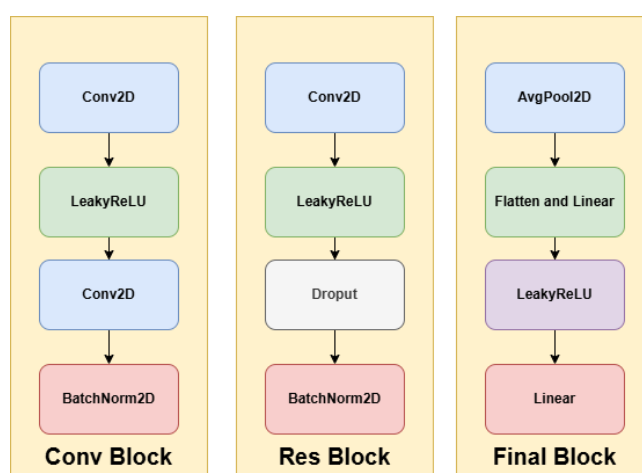 Conv2D
LeakyReLU
Conv2D
BatchNorm2D
Conv Block
Conv2D
LeakyReLU
Droput
BatchNorm2D
Res Block
AvgPool2D
Flatten and Linear
LeakyReLU
Linear
Final Block